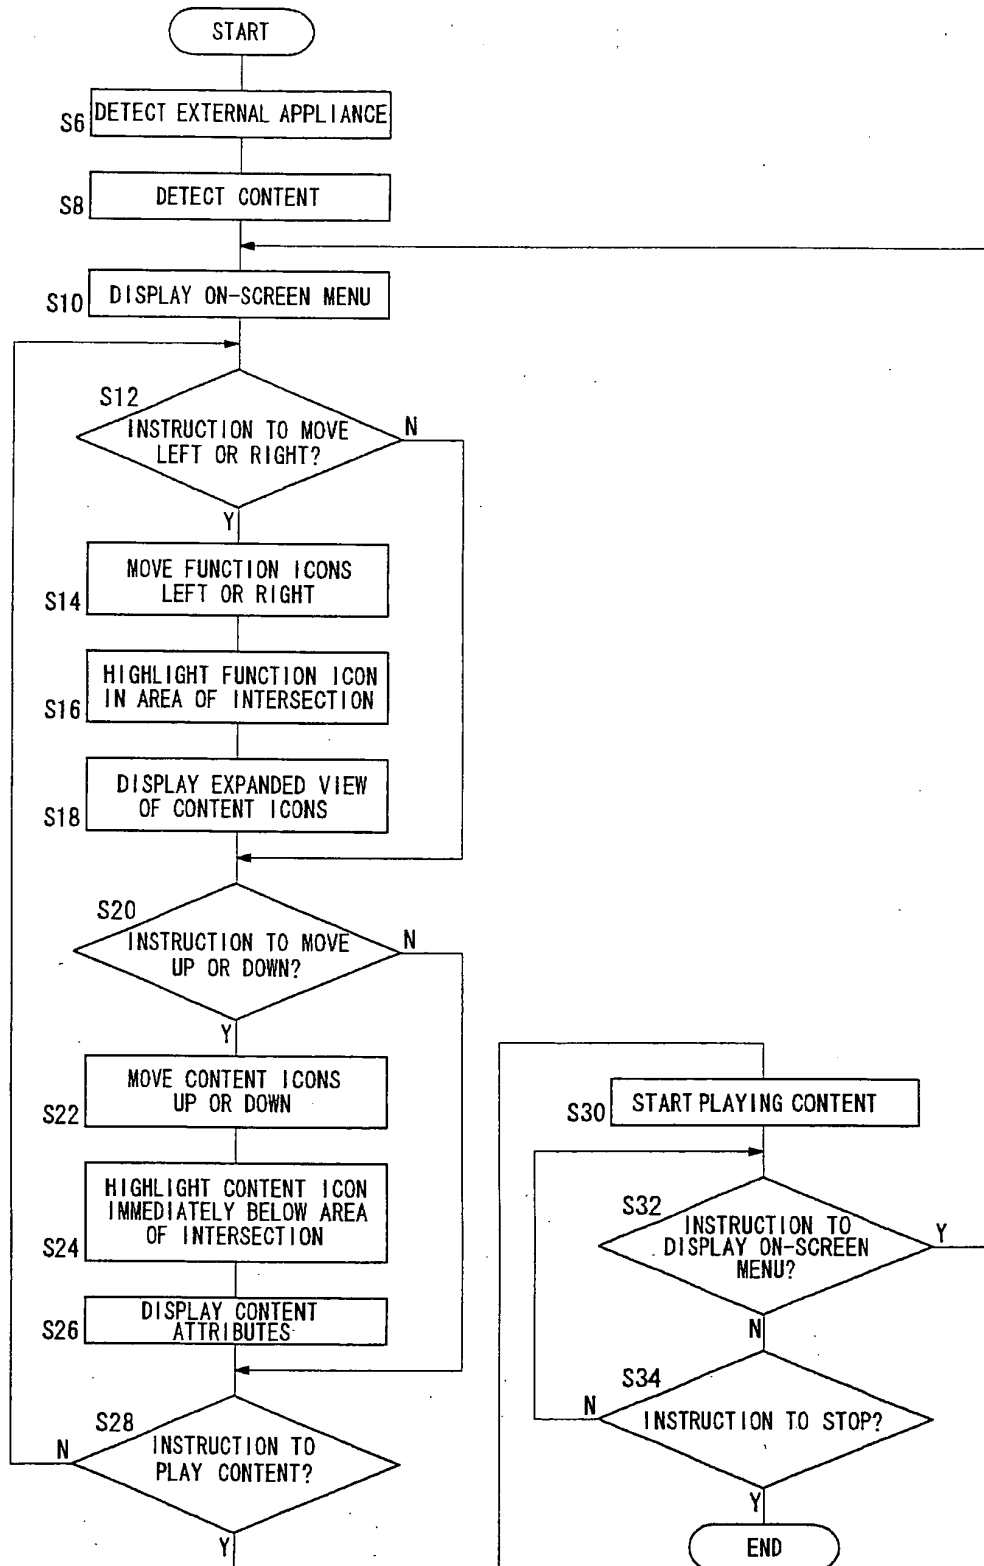 START
S6
DETECT EXTERNAL APPLIANCE
S8
DETECT CONTENT
S10
DISPLAY ON-SCREEN MENU
S12
INSTRUCTION TO MOVE
LEFT OR RIGHT?
N
Y
S14
MOVE FUNCTION ICONS
LEFT OR RIGHT
S16
HIGHLIGHT FUNCTION ICON
IN AREA OF INTERSECTION
S18
DISPLAY EXPANDED VIEW
OF CONTENT ICONS
S20
INSTRUCTION TO MOVE
UP OR DOWN?
N
Y
S22
MOVE CONTENT ICONS
UP OR DOWN
S24
HIGHLIGHT CONTENT ICON
IMMEDIATELY BELOW AREA
OF INTERSECTION
S26
DISPLAY CONTENT
ATTRIBUTES
S28
INSTRUCTION TO
PLAY CONTENT?
N
Y
S30
START PLAYING CONTENT
S32
INSTRUCTION TO
DISPLAY ON-SCREEN
MENU?
Y
N
S34
INSTRUCTION TO STOP?
N
Y
END